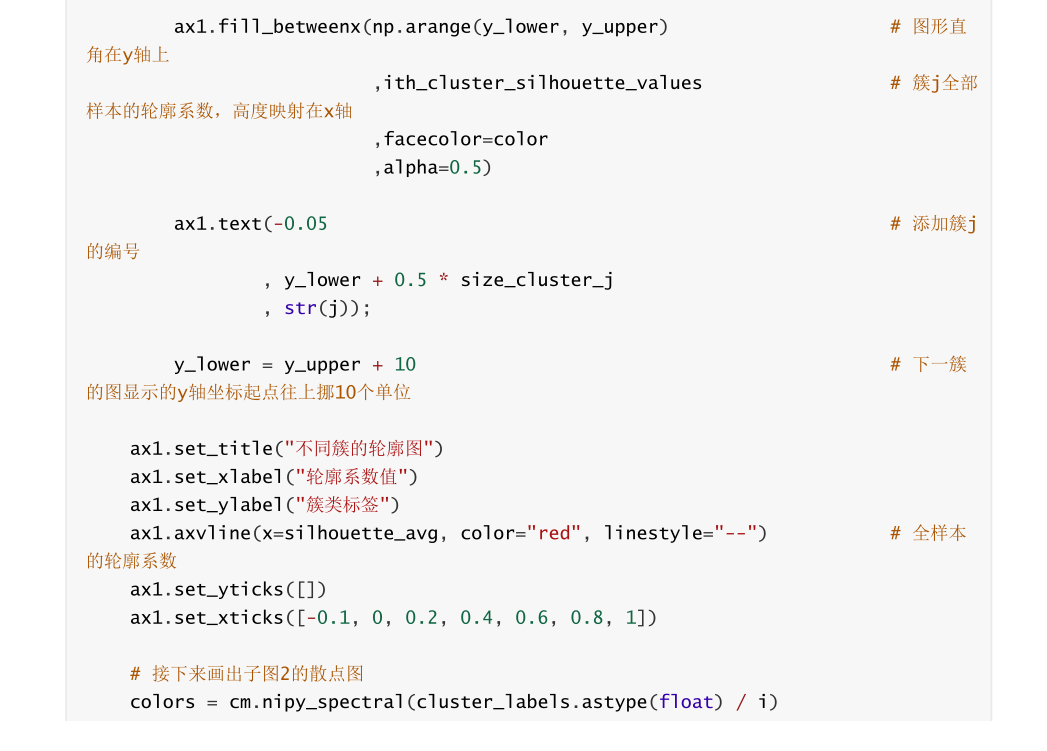 ax1.fill_betweenx(np.arange(y_lower, y_upper) # 图形直
角在y轴上
,ith_cluster_silhouette_values # 簇j全部
样本的轮廓系数，高度映射在x轴
,facecolor=color
,alpha=0.5)
ax1.text(-0.05 # 添加簇j
的编号
, y_lower + 0.5 * size_cluster_j
, str(j));
y_lower = y_upper + 10 # 下一簇
的图显示的y轴坐标起点往上挪10个单位
ax1.set_title("不同簇的轮廓图")
ax1.set_xlabel("轮廓系数值")
ax1.set_ylabel("簇类标签")
ax1.axvline(x=silhouette_avg, color="red", linestyle="--") # 全样本
的轮廓系数
ax1.set_yticks([])
ax1.set_xticks([-0.1, 0, 0.2, 0.4, 0.6, 0.8, 1])
# 接下来画出子图2的散点图
colors = cm.nipy_spectral(cluster_labels.astype(float) / i)